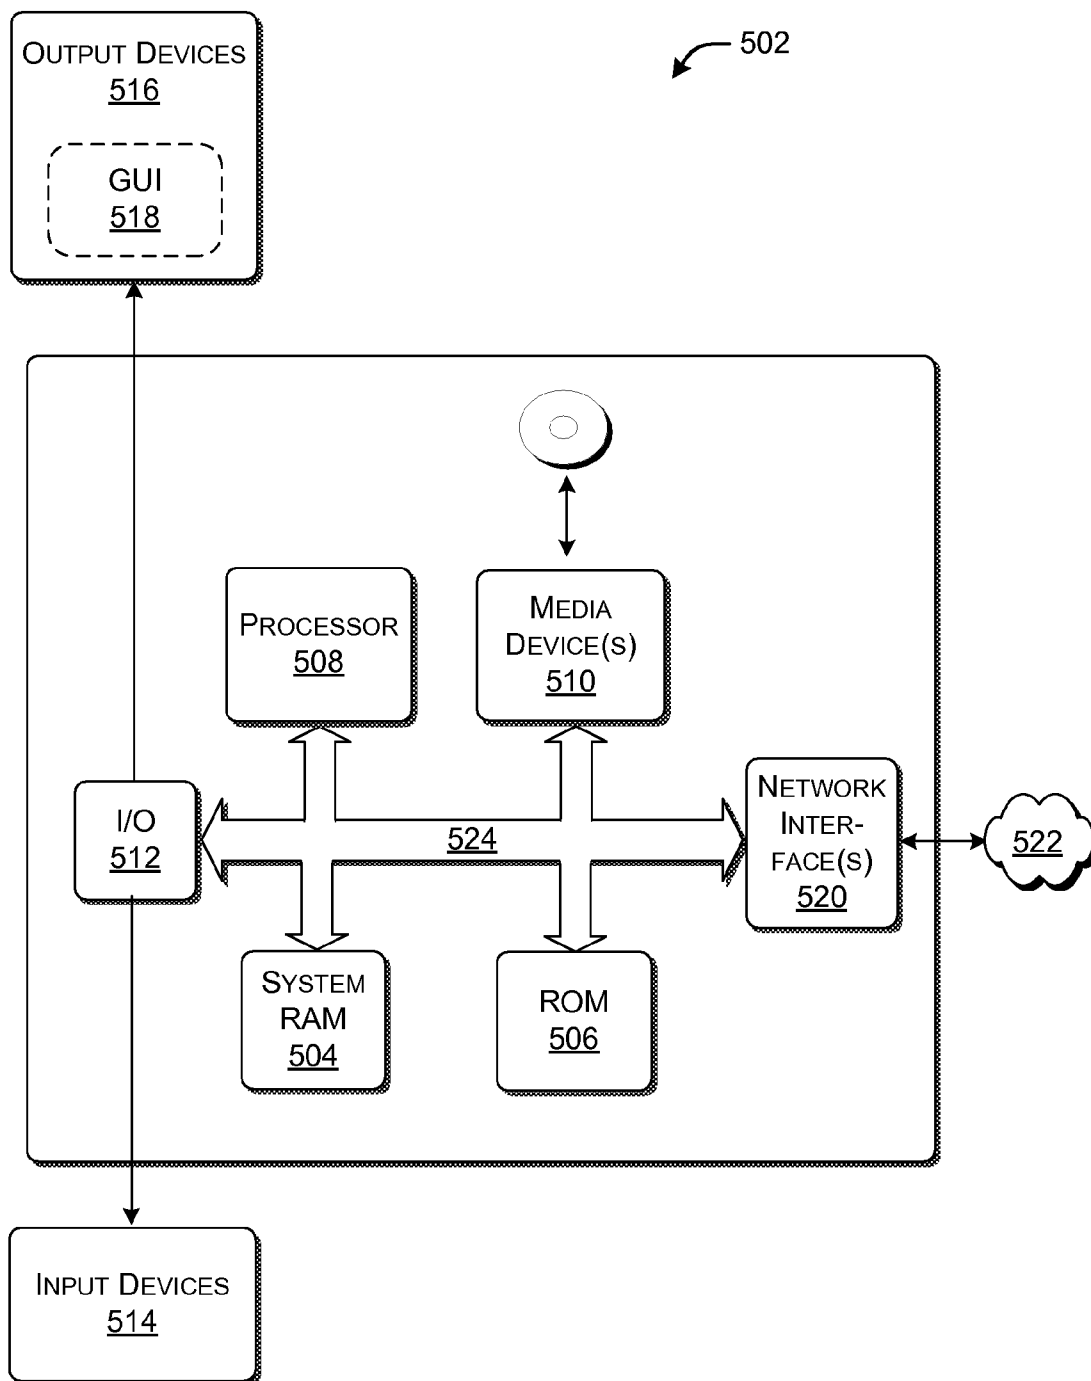 OUTPUT DEVICES
516
502
GUI
518
PROCESSOR
508
MEDIA
DEVICE(S)
510
I/O
512
524
NETWORK
INTER-
FACE(S)
520
522
SYSTEM
RAM
504
ROM
506
INPUT DEVICES
514